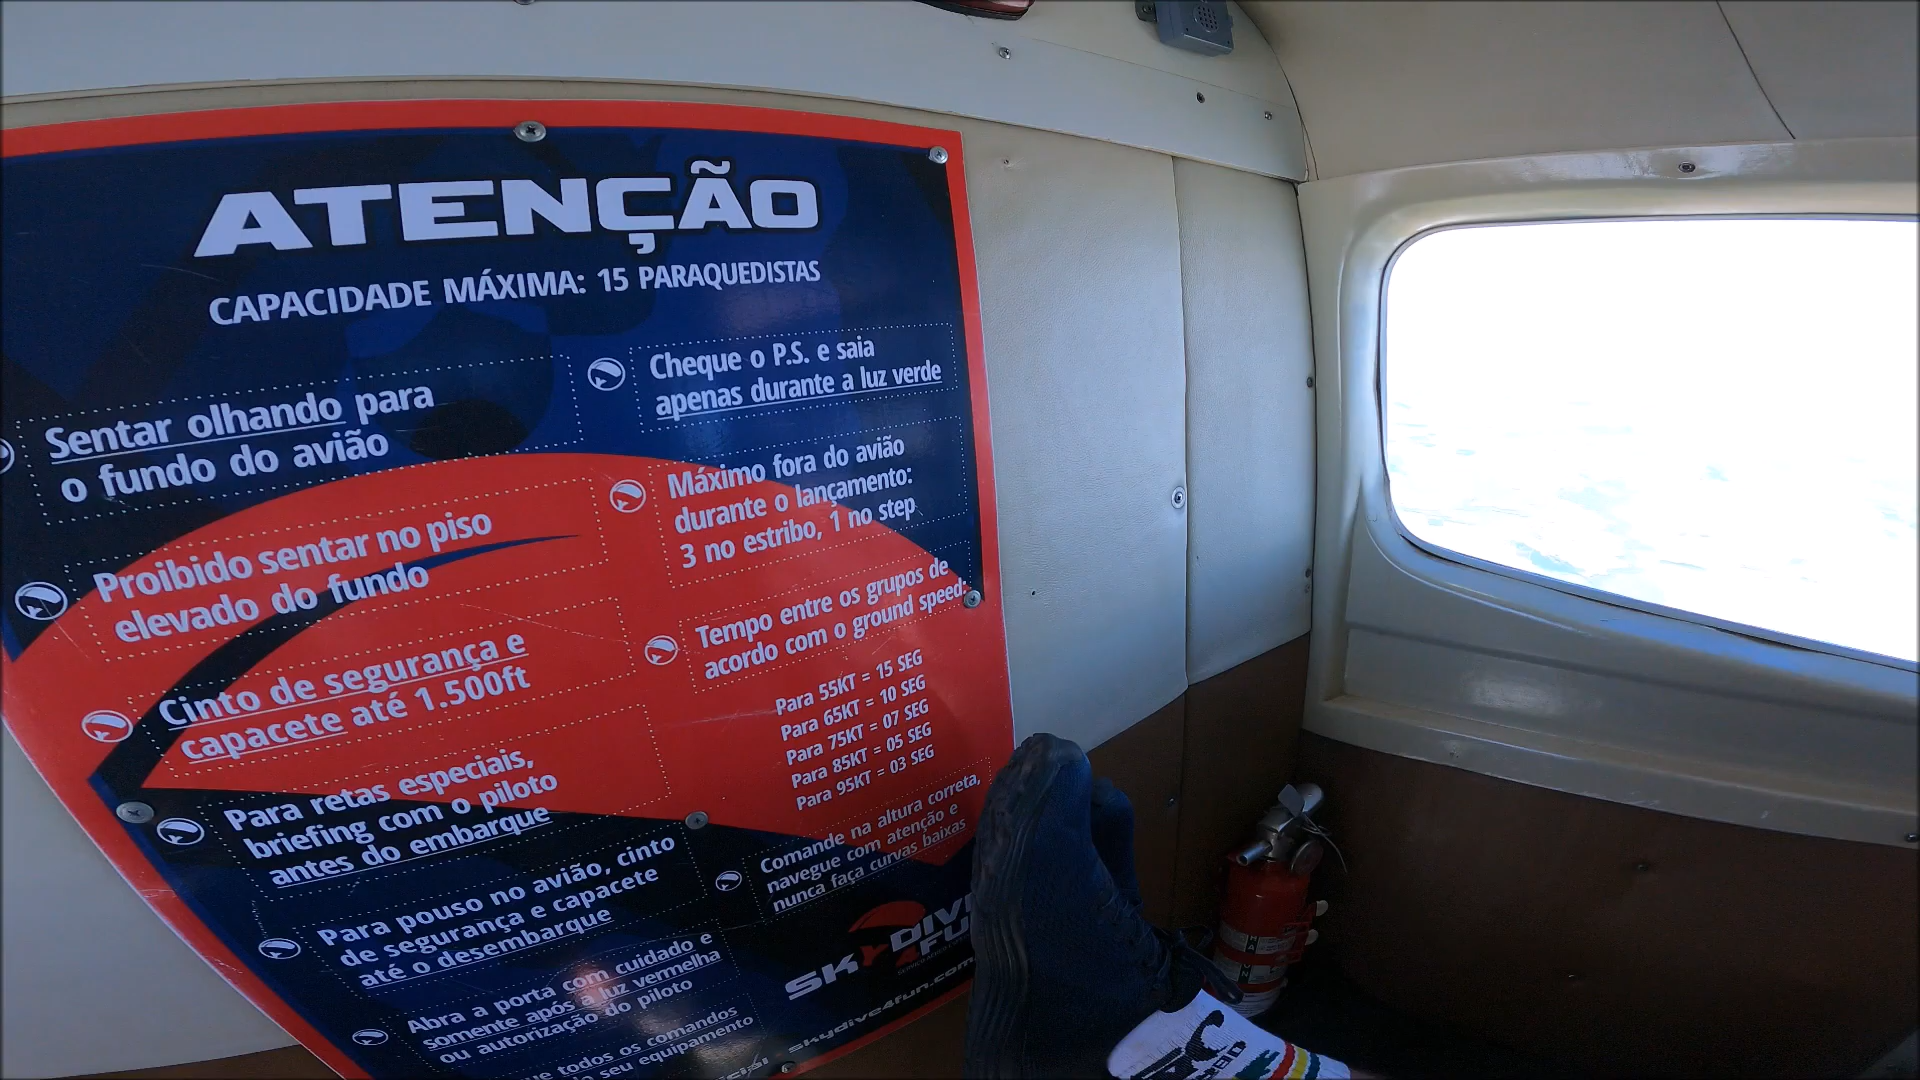 ATENÇÃO
CAPACIDADE MÁXIMA: 15 PARAQUEDISTAS
Sentar olhando para
o fundo do avião
Proibido sentar no piso
elevado do fundo
Cinto de segurança e
capacete até 1.500ft
Para retas especiais,
briefing com o piloto
antes do embarque
Para pouso no avião, cinto
de segurança e capacete
até o desembarque
Abra a porta com cuidado e
somente após a luz vermelha
ou autorização do piloto
todos os comandos
seu equipamento
Cheque o P.S. e saia
apenas durante a luz verde
Máximo fora do avião
durante o lançamento:
3 no estribo, 1 no step
Tempo entre os grupos de
acordo com o ground speed:
Para 55KT = 15 SEG
Para 65KT = 10 SEG
Para 75KT = 07 SEG
Para 85KT = 05 SEG
Para 95KT = 03 SEG
Comande na altura correta,
navegue com atenção e
nunca faça curvas baixas
SKYDIVE
FU
skydive4fun.com